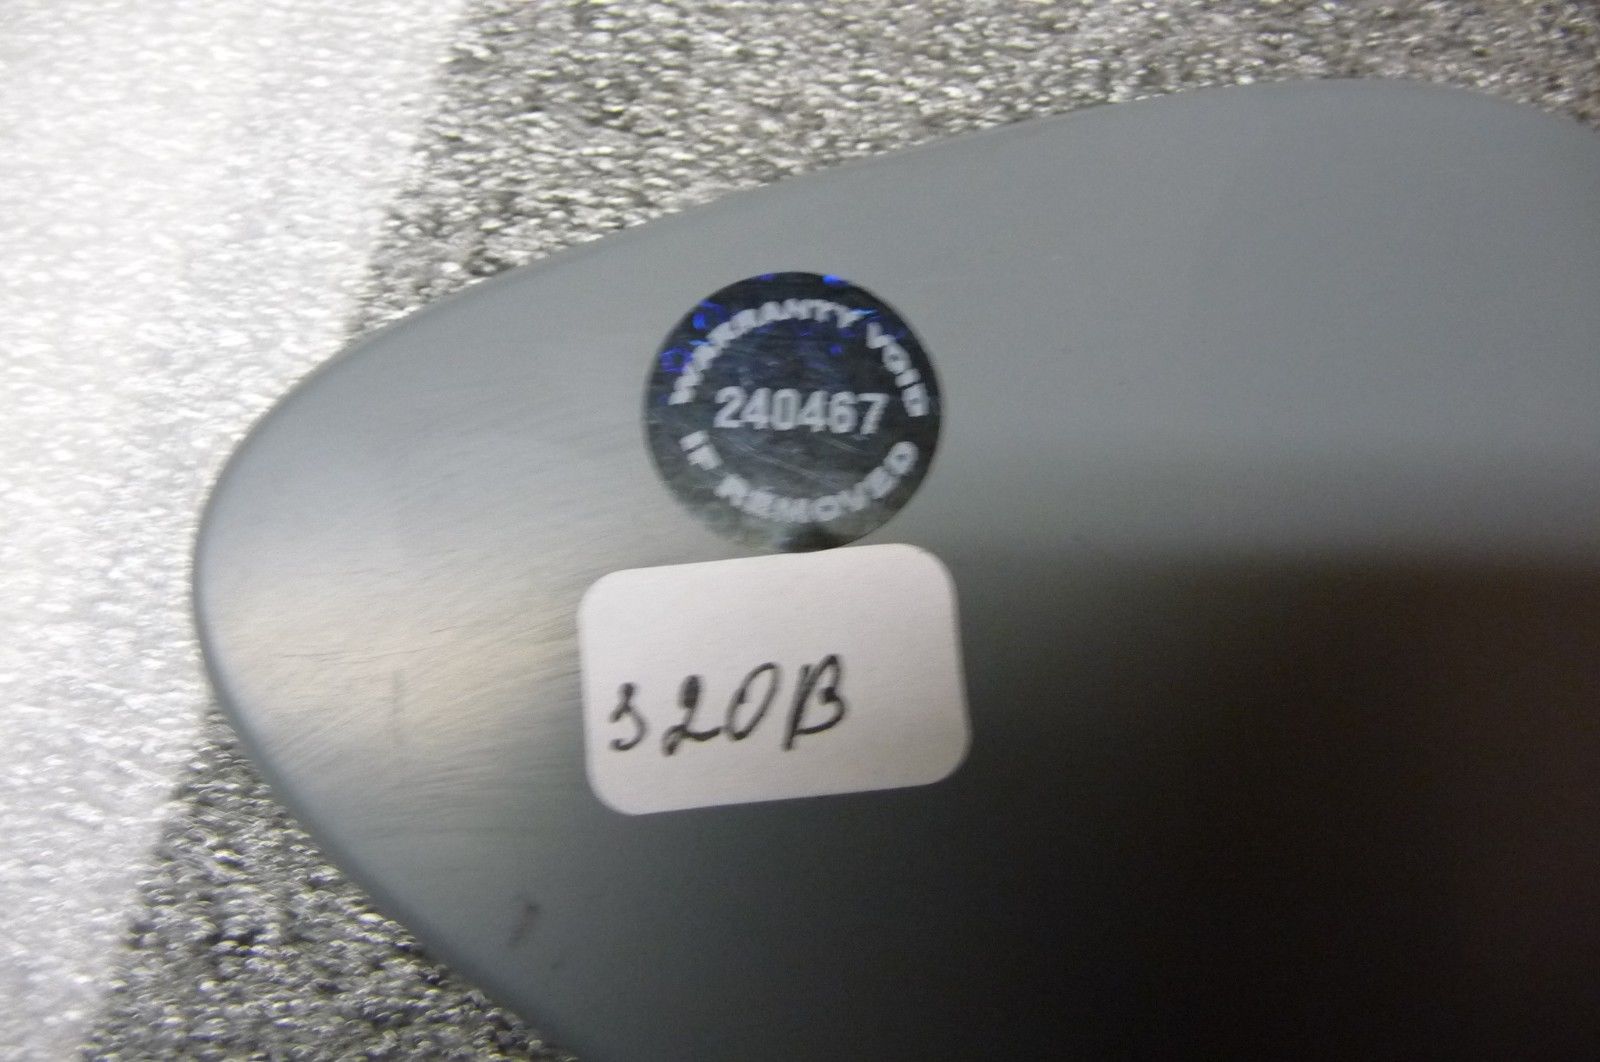 WARRANTY VOID
240467
IF REMOVED
320B